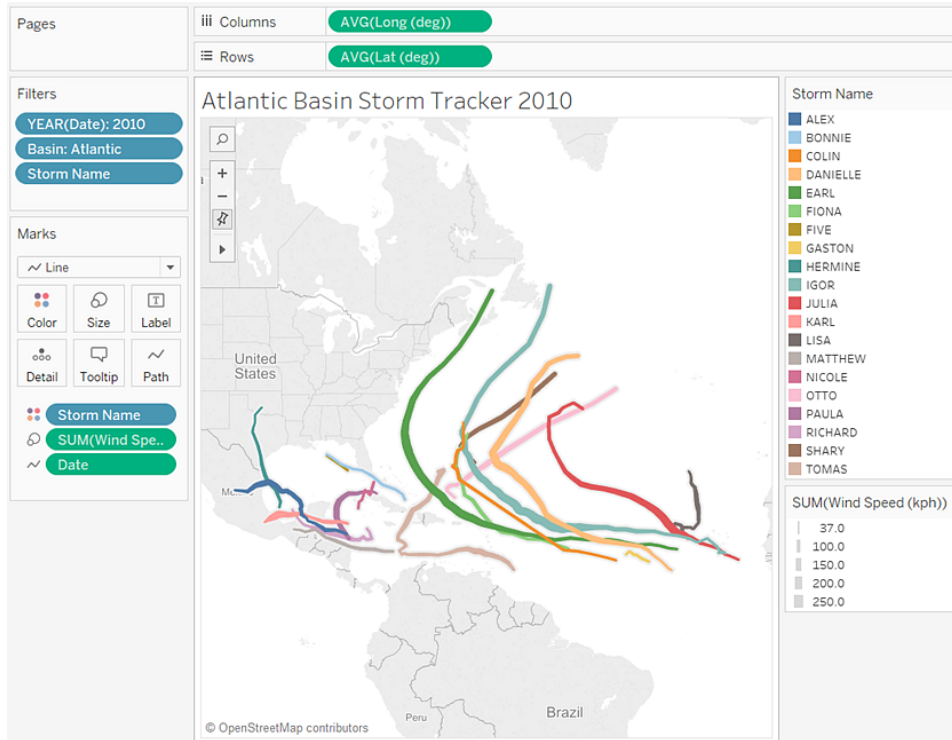 Pages
Columns
AVG(Long (deg))
Rows
AVG(Lat (deg))
Filters
YEAR(Date): 2010
Basin: Atlantic
Storm Name
Marks
Line
Color
Size
Label
Detail
Tooltip
Path
Storm Name
SUM(Wind Spe..
Date
Atlantic Basin Storm Tracker 2010
United
States
Peru
Brazil
© OpenStreetMap contributors
Storm Name
ALEX
BONNIE
COLIN
DANIELLE
EARL
FIONA
FIVE
GASTON
HERMINE
IGOR
JULIA
KARL
LISA
MATTHEW
NICOLE
OTTO
PAULA
RICHARD
SHARY
TOMAS
SUM(Wind Speed (kph))
37.0
100.0
150.0
200.0
250.0